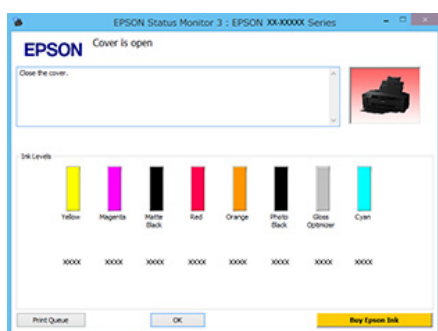 EPSON Status Monitor 3 : EPSON XX-XXXXX Series
EPSON
Cover is open
Close the cover.
Ink Levels
Yellow Magenta Matte Black Red Orange Photo Black Gloss Optimizer Cyan
XXXX XXXX XXXX XXXX XXXX XXXX XXXX XXXX
Print Queue OK Buy Epson Ink